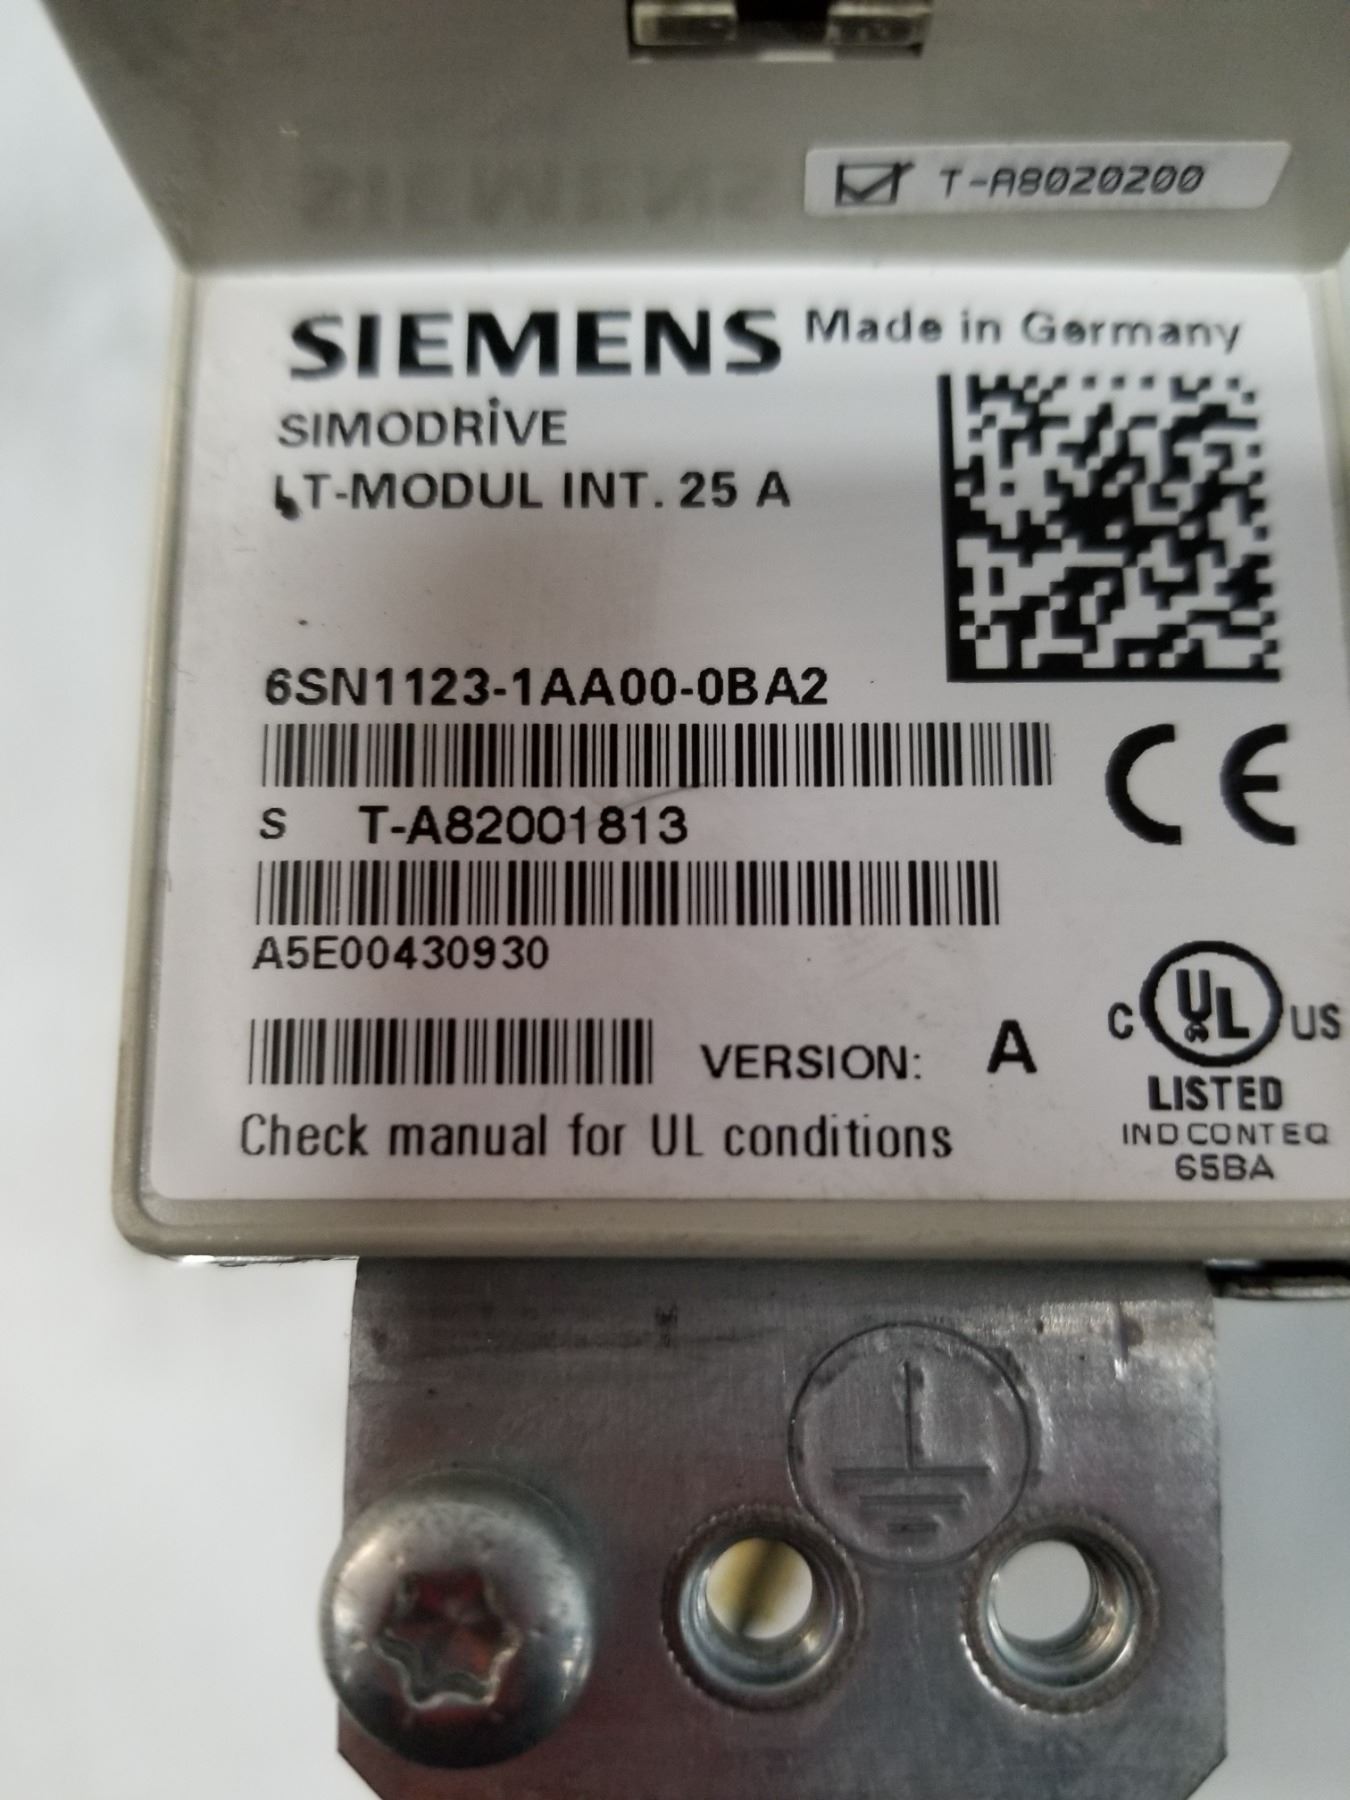 T-A8020200
SIEMENS Made in Germany
SIMODRIVE
LT-MODUL INT. 25 A
6SN1123-1AA00-0BA2
S T-A82001813
A5E00430930
VERSION: A
Check manual for UL conditions
C UL US
LISTED
IND CONT EQ
65BA
CE